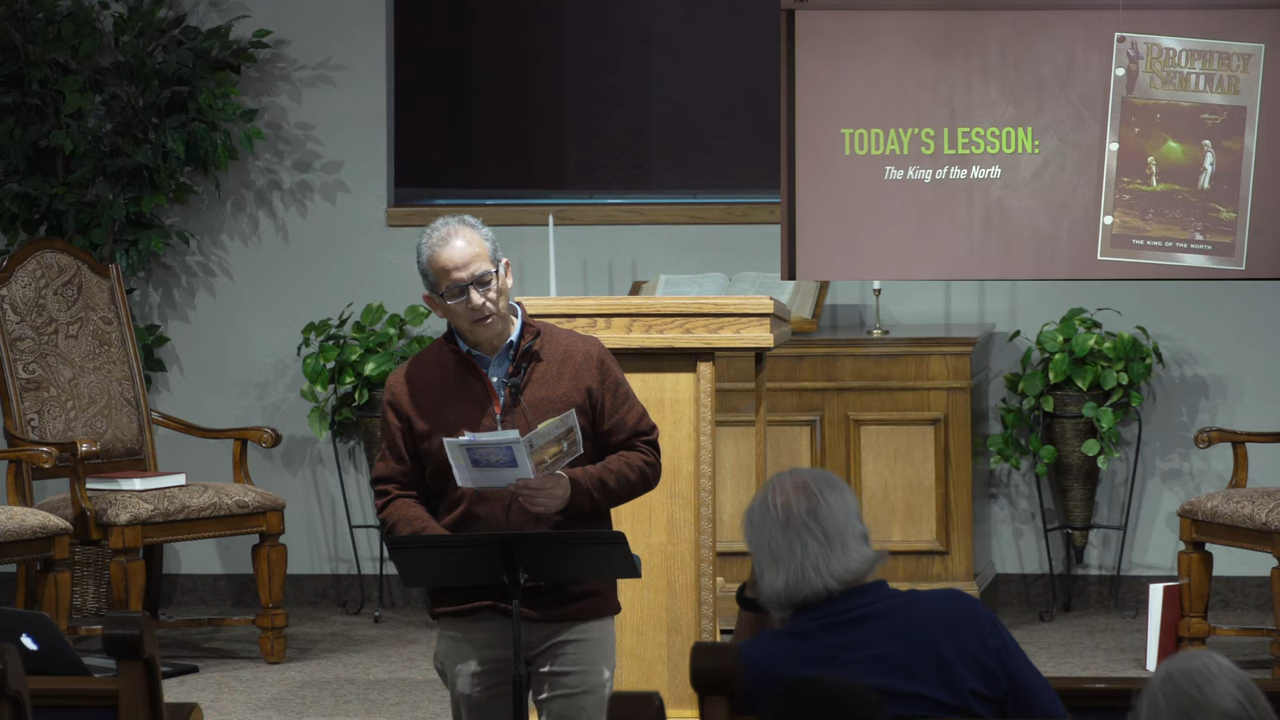 TODAY'S LESSON:
The King of the North
PROPHECY
SEMINAR
THE KING OF THE NORTH